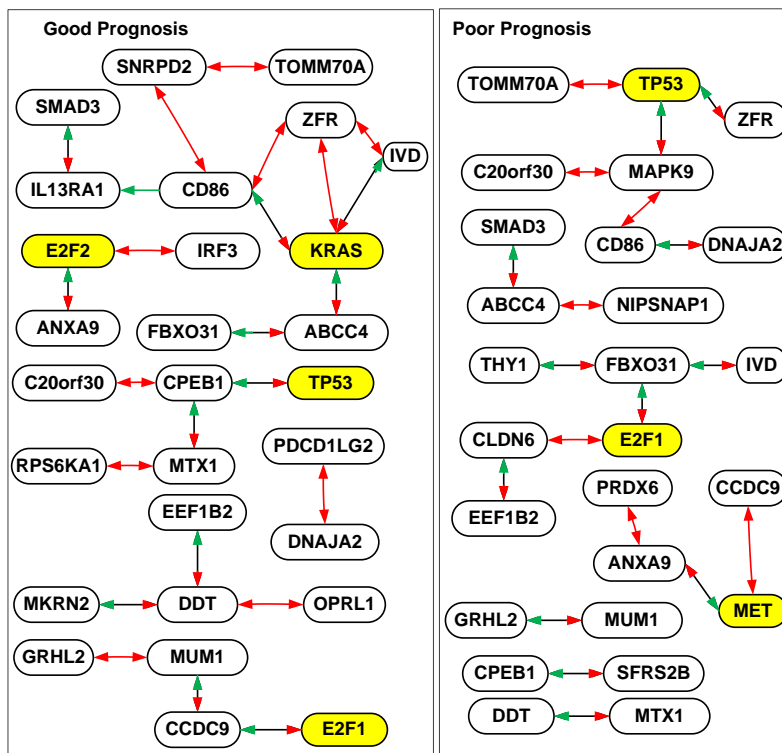 Good Prognosis
SNRPD2 TOMM70A
SMAD3
ZFR
IVD
IL13RA1 CD86
E2F2 IRF3 KRAS
ANXA9 FBXO31 ABCC4
C20orf30 CPEB1 TP53
PDCD1LG2
RPS6KA1 MTX1
EEF1B2
DNAJA2
MKRN2 DDT OPRL1
GRHL2 MUM1
CCDC9 E2F1
Poor Prognosis
TOMM70A TP53
ZFR
C20orf30 MAPK9
SMAD3
CD86 DNAJA2
ABCC4 NIPSNAP1
THY1 FBXO31 IVD
CLDN6 E2F1
PRDX6 CCDC9
EEF1B2
ANXA9
MET
GRHL2 MUM1
CPEB1 SFRS2B
DDT MTX1